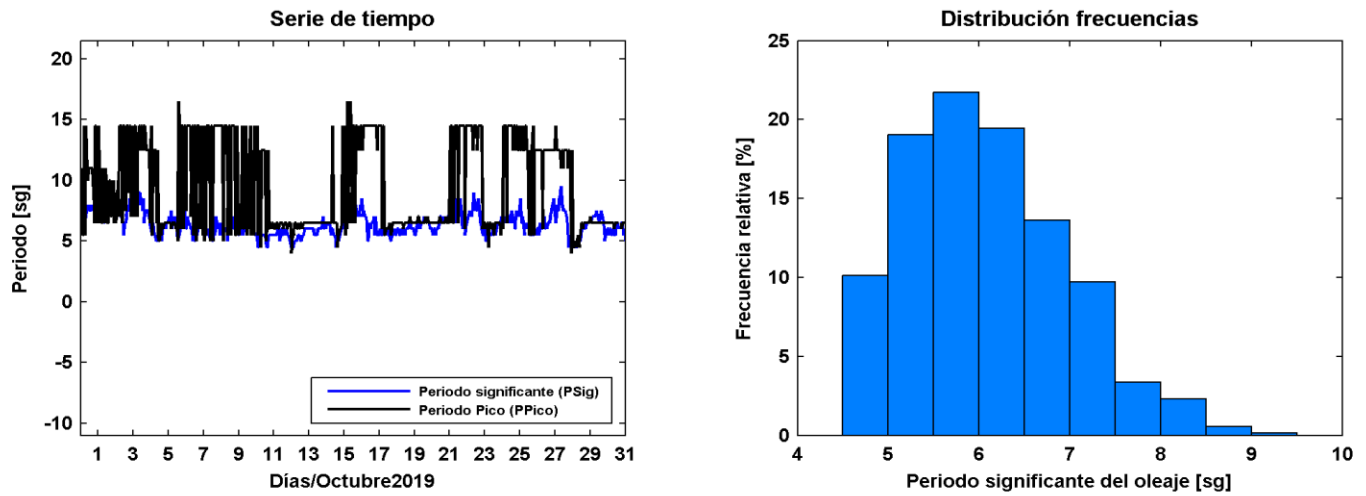 Serie de tiempo
20
15
10
5
0
-5
-10
Periodo [sg]
Periodo significante (PSig)
Periodo Pico (PPico)
1 3 5 7 9 11 13 15 17 19 21 23 25 27 29 31
Días/Octubre2019
Distribución frecuencias
25
20
15
10
5
0
Frecuencia relativa [%]
4 5 6 7 8 9 10
Periodo significante del oleaje [sg]